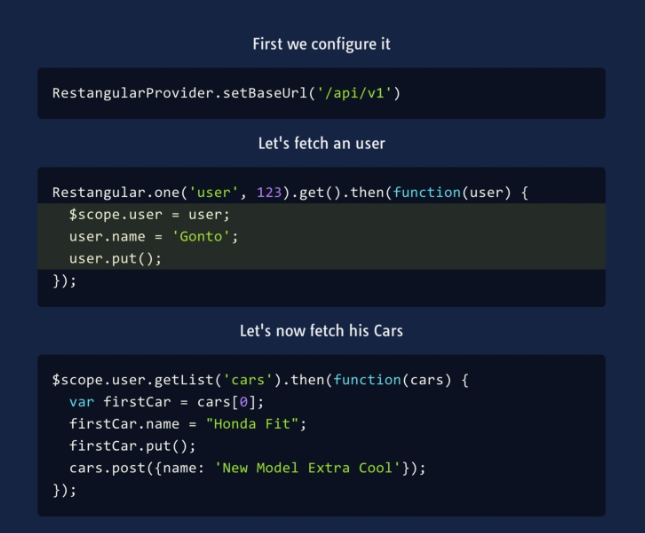 First we configure it
RestangularProvider.setBaseUrl('/api/v1')
Let's fetch an user
Restangular.one('user', 123).get().then(function(user) {
  $scope.user = user;
  user.name = 'Gonto';
  user.put();
});
Let's now fetch his Cars
$scope.user.getList('cars').then(function(cars) {
  var firstCar = cars[0];
  firstCar.name = "Honda Fit";
  firstCar.put();
  cars.post({name: 'New Model Extra Cool'});
});